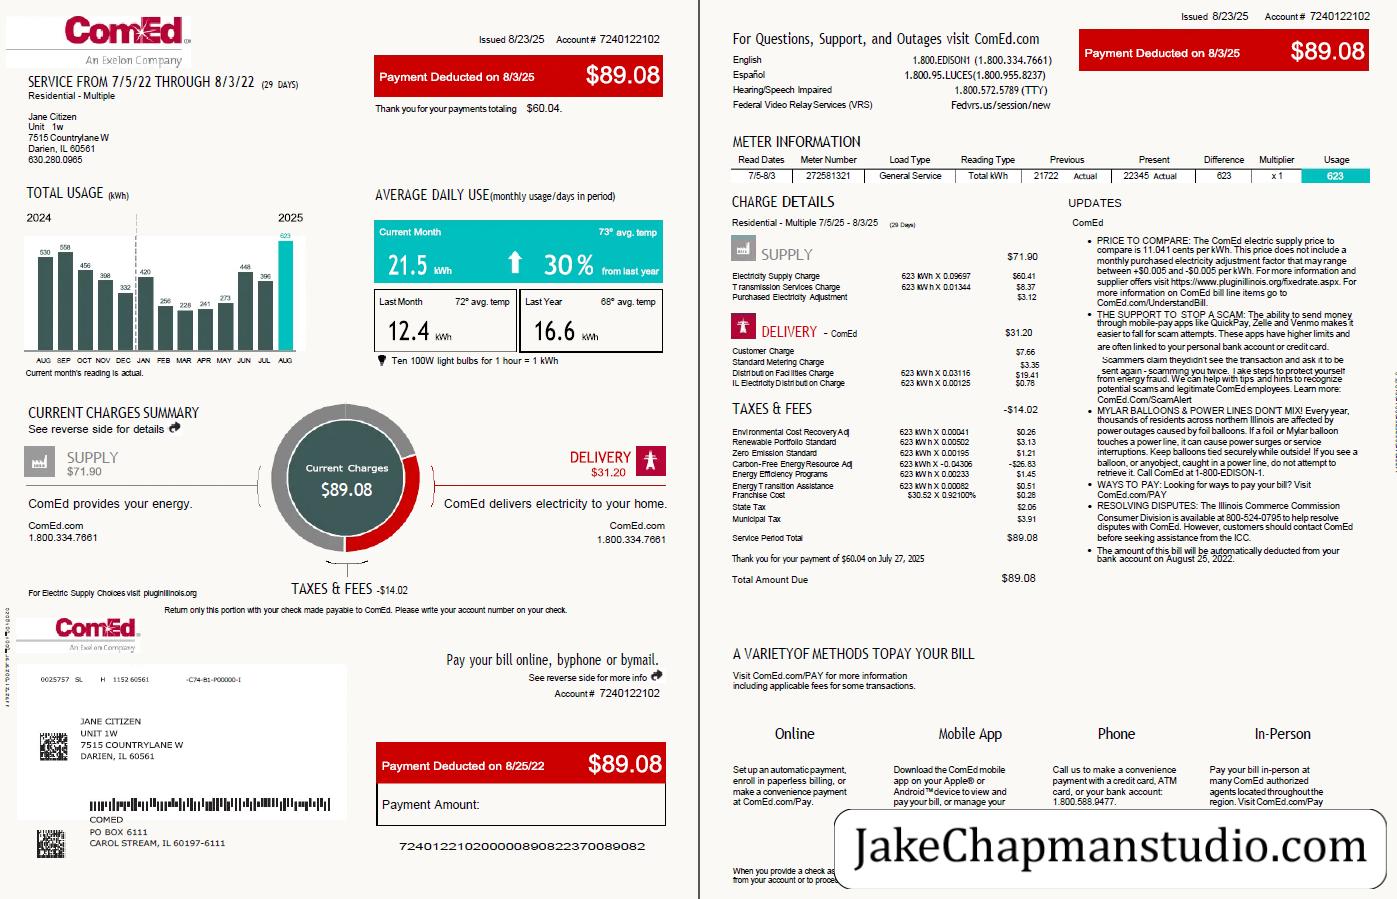 ComEd
An Exelon Company
Issued 8/23/25 Account # 7240122102
Payment Deducted on 8/3/25 $89.08
Thank you for your payments totaling $60.04.
SERVICE FROM 7/5/22 THROUGH 8/3/22 (29 DAYS)
Residential - Multiple
Jane Citizen
Unit 1w
7515 Countrylane W
Darien, IL 60561
630.280.0965
TOTAL USAGE (kWh)
2024 2025
530 558 456 398 332 420 256 228 241 273 448 396 623
AUG SEP OCT NOV DEC JAN FEB MAR APR MAY JUN JUL AUG
Current month's reading is actual.
AVERAGE DAILY USE(monthly usage/days in period)
Current Month 73° avg. temp
21.5 kWh 30% from last year
Last Month 72° avg. temp
12.4 kWh
Last Year 68° avg. temp
16.6 kWh
Ten 100W light bulbs for 1 hour = 1 kWh
CURRENT CHARGES SUMMARY
See reverse side for details
SUPPLY
$71.90
ComEd provides your energy.
ComEd.com
1.800.334.7661
Current Charges
$89.08
DELIVERY
$31.20
ComEd delivers electricity to your home.
ComEd.com
1.800.334.7661
TAXES & FEES -$14.02
For Electric Supply Choices visit pluginillinois.org
Return only this portion with your check made payable to ComEd. Please write your account number on your check.
ComEd
An Exelon Company
Pay your bill online, byphone or bymail.
See reverse side for more info
Account # 7240122102
0025757 SL H 1152 60561 -C74-B1-P00000-I
JANE CITIZEN
UNIT 1W
7515 COUNTRYLANE W
DARIEN, IL 60561
Payment Deducted on 8/25/22 $89.08
Payment Amount:
COMED
PO BOX 6111
CAROL STREAM, IL 60197-6111
72401221020000089082237008908​2
Issued 8/23/25 Account # 7240122102
For Questions, Support, and Outages visit ComEd.com
Payment Deducted on 8/3/25 $89.08
English 1.800.EDISON1 (1.800.334.7661)
Español 1.800.95.LUCES(1.800.955.8237)
Hearing/Speech Impaired 1.800.572.5789 (TTY)
Federal Video Relay Services (VRS) Fedvrs.us/session/new
METER INFORMATION
Read Dates Meter Number Load Type Reading Type Previous Present Difference Multiplier Usage
7/5-8/3 272581321 General Service Total kWh 21722 Actual 22345 Actual 623 x 1 623
CHARGE DETAILS
Residential - Multiple 7/5/25 - 8/3/25 (29 Days)
SUPPLY $71.90
Electricity Supply Charge 623 kWh X 0.09697 $60.41
Transmission Services Charge 623 kWh X 0.01344 $8.37
Purchased Electricity Adjustment $3.12
DELIVERY - ComEd $31.20
Customer Charge $7.66
Standard Metering Charge $3.35
Distribution Facilities Charge 623 kWh X 0.03116 $19.41
IL Electricity Distribution Charge 623 kWh X 0.00125 $0.78
TAXES & FEES -$14.02
Environmental Cost Recovery Adj 623 kWh X 0.00041 $0.26
Renewable Portfolio Standard 623 kWh X 0.00502 $3.13
Zero Emission Standard 623 kWh X 0.00195 $1.21
Carbon-Free Energy Resource Adj 623 kWh X -0.04306 -$26.83
Energy Efficiency Programs 623 kWh X 0.00233 $1.45
Energy Transition Assistance 623 kWh X 0.00082 $0.51
Franchise Cost $30.52 X 0.92100% $0.28
State Tax $2.06
Municipal Tax $3.91
Service Period Total $89.08
Thank you for your payment of $60.04 on July 27, 2025
Total Amount Due $89.08
UPDATES
ComEd
• PRICE TO COMPARE: The ComEd electric supply price to
compare is 11.041 cents per kWh. This price does not include a
monthly purchased electricity adjustment factor that may range
between +$0.005 and -$0.005 per kWh. For more information and
supplier offers visit https://www.pluginillinois.org/fixedrate.aspx. For
more information on ComEd bill line items go to
ComEd.com/UnderstandBill.
• THE SUPPORT TO STOP A SCAM: The ability to send money
through mobile-pay apps like QuickPay, Zelle and Venmo makes it
easier to fall for scam attempts. These apps have higher limits and
are often linked to your personal bank account or credit card.
Scammers claim theydidn't see the transaction and ask it to be
sent again - scamming you twice. Take steps to protect yourself
from energy fraud. We can help with tips and hints to recognize
potential scams and legitimate ComEd employees. Learn more:
ComEd.Com/ScamAlert
• MYLAR BALLOONS & POWER LINES DON'T MIX! Every year,
thousands of residents across northern Illinois are affected by
power outages caused by foil balloons. If a foil or Mylar balloon
touches a power line, it can cause power surges or service
interruptions. Keep balloons tied securely while outside! If you see a
balloon, or anyobject, caught in a power line, do not attempt to
retrieve it. Call ComEd at 1-800-EDISON-1.
• WAYS TO PAY: Looking for ways to pay your bill? Visit
ComEd.com/PAY
• RESOLVING DISPUTES: The Illinois Commerce Commission
Consumer Division is available at 800-524-0795 to help resolve
disputes with ComEd. However, customers should contact ComEd
before seeking assistance from the ICC.
• The amount of this bill will be automatically deducted from your
bank account on August 25, 2022.
A VARIETYOF METHODS TOPAY YOUR BILL
Visit ComEd.com/PAY for more information
including applicable fees for some transactions.
Online
Set up an automatic payment,
enroll in paperless billing, or
make a convenience payment
at ComEd.com/Pay.
Mobile App
Download the ComEd mobile
app on your Apple® or
Android™ device to view and
pay your bill, or manage your
Phone
Call us to make a convenience
payment with a credit card, ATM
card, or your bank account:
1.800.588.9477.
In-Person
Pay your bill in-person at
many ComEd authorized
agents located throughout the
region. Visit ComEd.com/Pay
When you provide a check as
from your account or to
JakeChapmanstudio.com